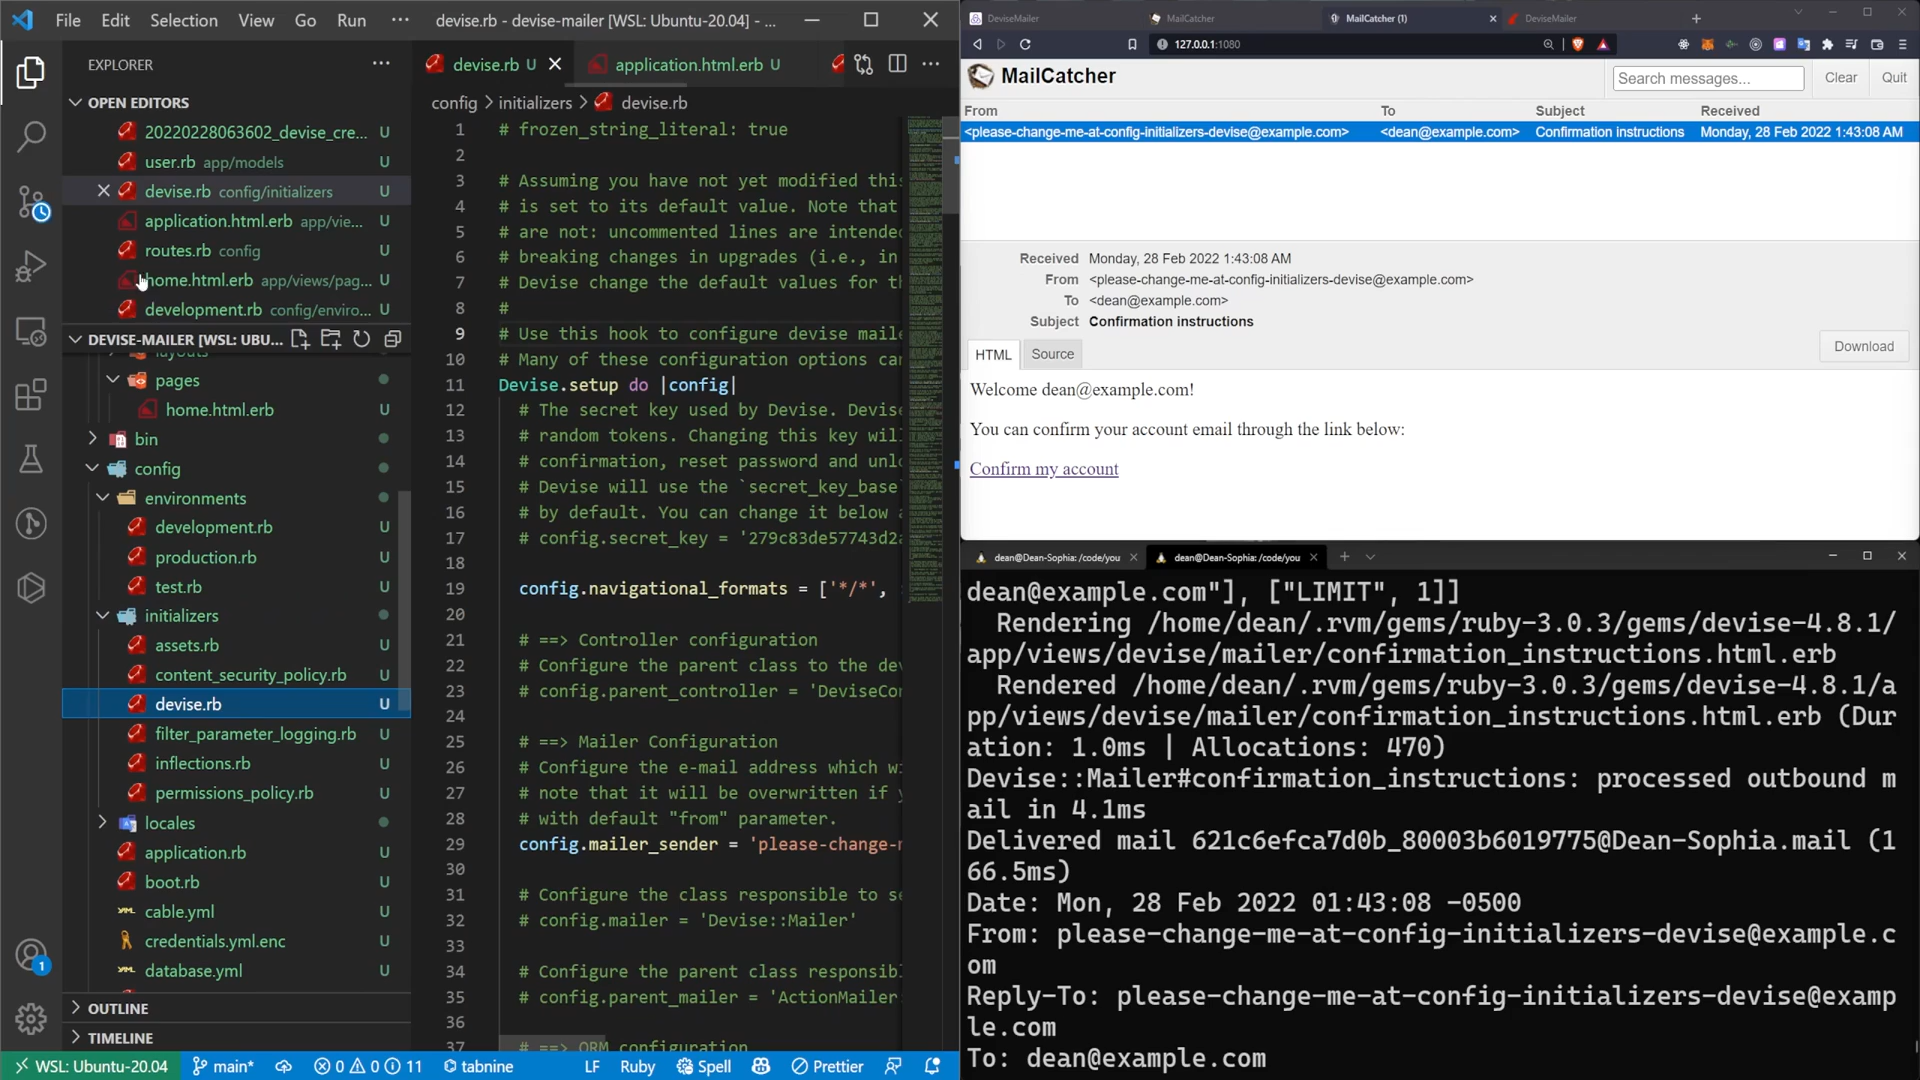 File Edit Selection View Go Run ··· devise.rb - devise-mailer [WSL: Ubuntu-20.04] - ...
EXPLORER
OPEN EDITORS
20220228063602_devise_cre... U
user.rb app/models U
devise.rb config/initializers U
application.html.erb app/vie... U
routes.rb config U
home.html.erb app/views/pag... U
development.rb config/enviro... U
DEVISE-MAILER [WSL: UBU...
layouts
pages
home.html.erb U
bin
config
environments
development.rb U
production.rb U
test.rb U
initializers
assets.rb U
content_security_policy.rb U
devise.rb U
filter_parameter_logging.rb U
inflections.rb U
permissions_policy.rb U
locales
application.rb U
boot.rb U
cable.yml U
credentials.yml.enc U
database.yml U
OUTLINE
TIMELINE
devise.rb U application.html.erb U
config > initializers > devise.rb
1 # frozen_string_literal: true
2
3 # Assuming you have not yet modified this
4 # is set to its default value. Note that
5 # are not: uncommented lines are intended
6 # breaking changes in upgrades (i.e., in
7 # Devise change the default values for th
8 #
9 # Use this hook to configure devise maile
10 # Many of these configuration options can
11 Devise.setup do |config|
12 # The secret key used by Devise. Devise
13 # random tokens. Changing this key will
14 # confirmation, reset password and unlo
15 # Devise will use the `secret_key_base`
16 # by default. You can change it below a
17 # config.secret_key = '279c83de57743d2a
18
19 config.navigational_formats = ['*/*',
20
21 # ==> Controller configuration
22 # Configure the parent class to the dev
23 # config.parent_controller = 'DeviseCon
24
25 # ==> Mailer Configuration
26 # Configure the e-mail address which wi
27 # note that it will be overwritten if y
28 # with default "from" parameter.
29 config.mailer_sender = 'please-change-m
30
31 # Configure the class responsible to se
32 # config.mailer = 'Devise::Mailer'
33
34 # Configure the parent class responsibl
35 # config.parent_mailer = 'ActionMailer
36
37 # ==> ORM configuration
WSL: Ubuntu-20.04 main* 0 0 11 tabnine LF Ruby Spell Prettier
DeviseMailer MailCatcher MailCatcher (1) DeviseMailer
127.0.0.1:1080
MailCatcher Search messages... Clear Quit
From To Subject Received
<please-change-me-at-config-initializers-devise@example.com> <dean@example.com> Confirmation instructions Monday, 28 Feb 2022 1:43:08 AM
Received Monday, 28 Feb 2022 1:43:08 AM
From <please-change-me-at-config-initializers-devise@example.com>
To <dean@example.com>
Subject Confirmation instructions
HTML Source Download
Welcome dean@example.com!
You can confirm your account email through the link below:
Confirm my account
dean@Dean-Sophia: /code/you dean@Dean-Sophia: /code/you
dean@example.com"], ["LIMIT", 1]]
Rendering /home/dean/.rvm/gems/ruby-3.0.3/gems/devise-4.8.1/
app/views/devise/mailer/confirmation_instructions.html.erb
Rendered /home/dean/.rvm/gems/ruby-3.0.3/gems/devise-4.8.1/a
pp/views/devise/mailer/confirmation_instructions.html.erb (Dur
ation: 1.0ms | Allocations: 470)
Devise::Mailer#confirmation_instructions: processed outbound m
ail in 4.1ms
Delivered mail 621c6efca7d0b_80003b6019775@Dean-Sophia.mail (1
66.5ms)
Date: Mon, 28 Feb 2022 01:43:08 -0500
From: please-change-me-at-config-initializers-devise@example.c
om
Reply-To: please-change-me-at-config-initializers-devise@examp
le.com
To: dean@example.com